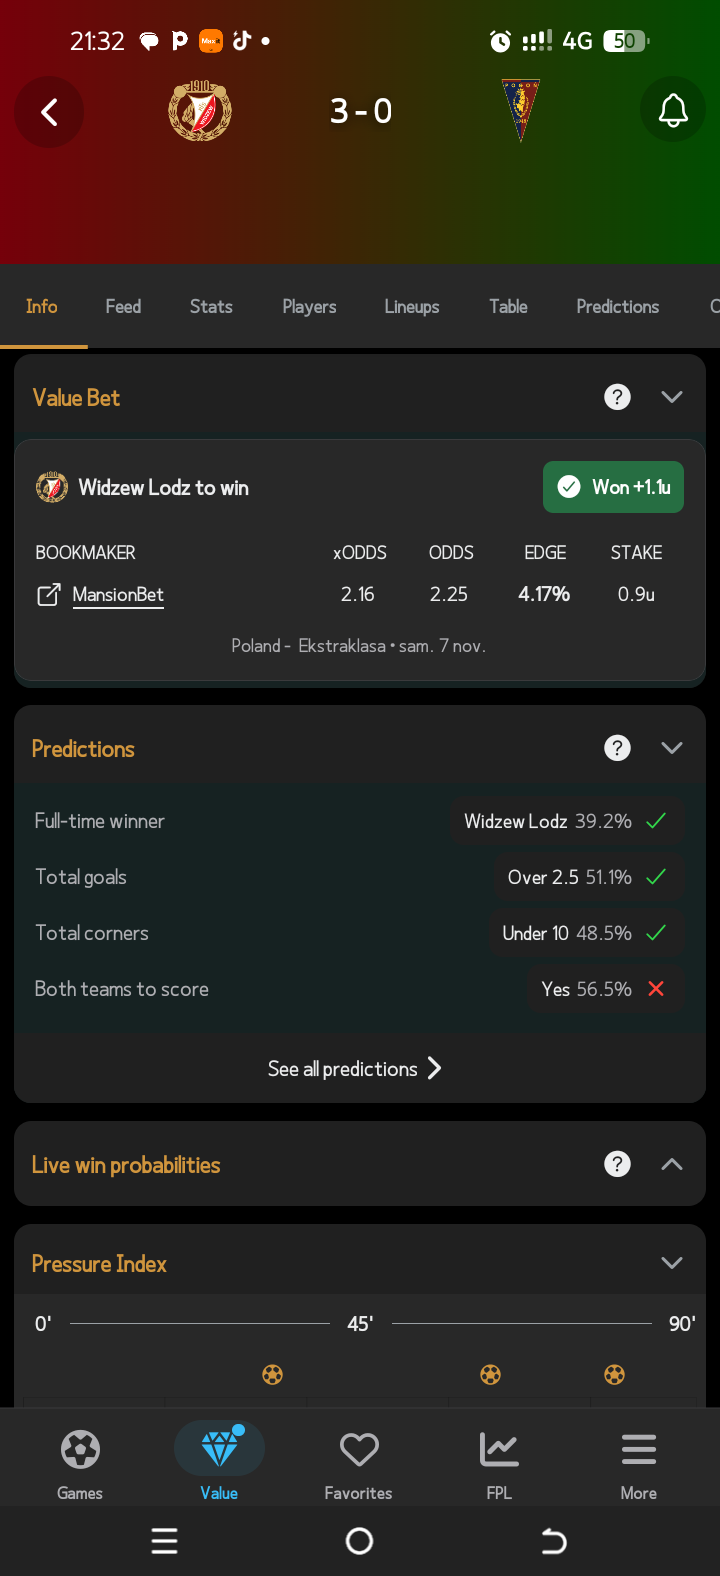 21:32 4G 50
1910 3 - 0 POGOŃ
Info Feed Stats Players Lineups Table Predictions
Value Bet ?
Widzew Lodz to win Won +1.1u
BOOKMAKER xODDS ODDS EDGE STAKE
MansionBet 2.16 2.25 4.17% 0.9u
Poland - Ekstraklasa • sam. 7 nov.
Predictions ?
Full-time winner Widzew Lodz 39.2%
Total goals Over 2.5 51.1%
Total corners Under 10 48.5%
Both teams to score Yes 56.5%
See all predictions
Live win probabilities ?
Pressure Index
0' 45' 90'
Games Value Favorites FPL More